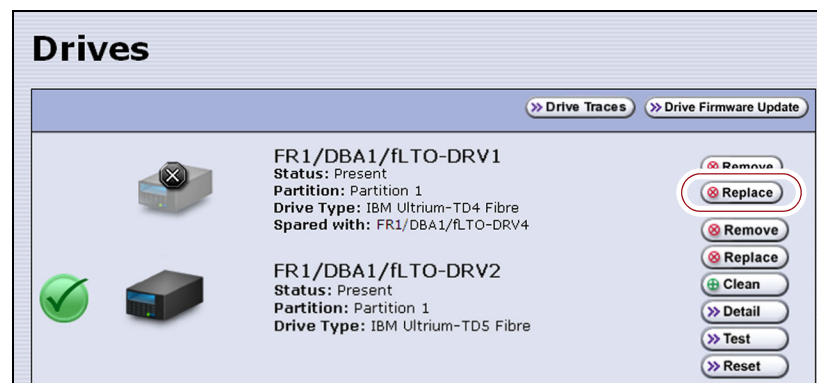 Drives
Drive Traces
Drive Firmware Update
FR1/DBA1/fLTO-DRV1
Status: Present
Partition: Partition 1
Drive Type: IBM Ultrium-TD4 Fibre
Spared with: FR1/DBA1/fLTO-DRV4
Remove
Replace
FR1/DBA1/fLTO-DRV2
Status: Present
Partition: Partition 1
Drive Type: IBM Ultrium-TD5 Fibre
Remove
Replace
Clean
Detail
Test
Reset